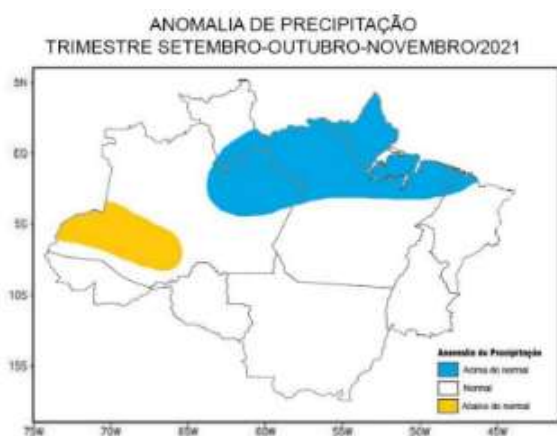 ANOMALIA DE PRECIPITAÇÃO
TRIMESTRE SETEMBRO-OUTUBRO-NOVEMBRO/2021
5N
EQ
5S
10S
15S
75W 70W 65W 60W 55W 50W 45W
Anomalia de Precipitação
Acima do normal
Normal
Abaixo do normal